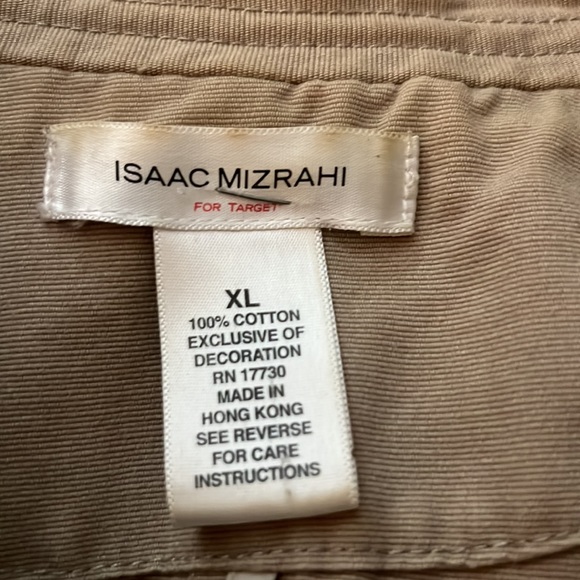 ISAAC MIZRAHI
FOR TARGET
XL
100% COTTON
EXCLUSIVE OF
DECORATION
RN 17730
MADE IN
HONG KONG
SEE REVERSE
FOR CARE
INSTRUCTIONS